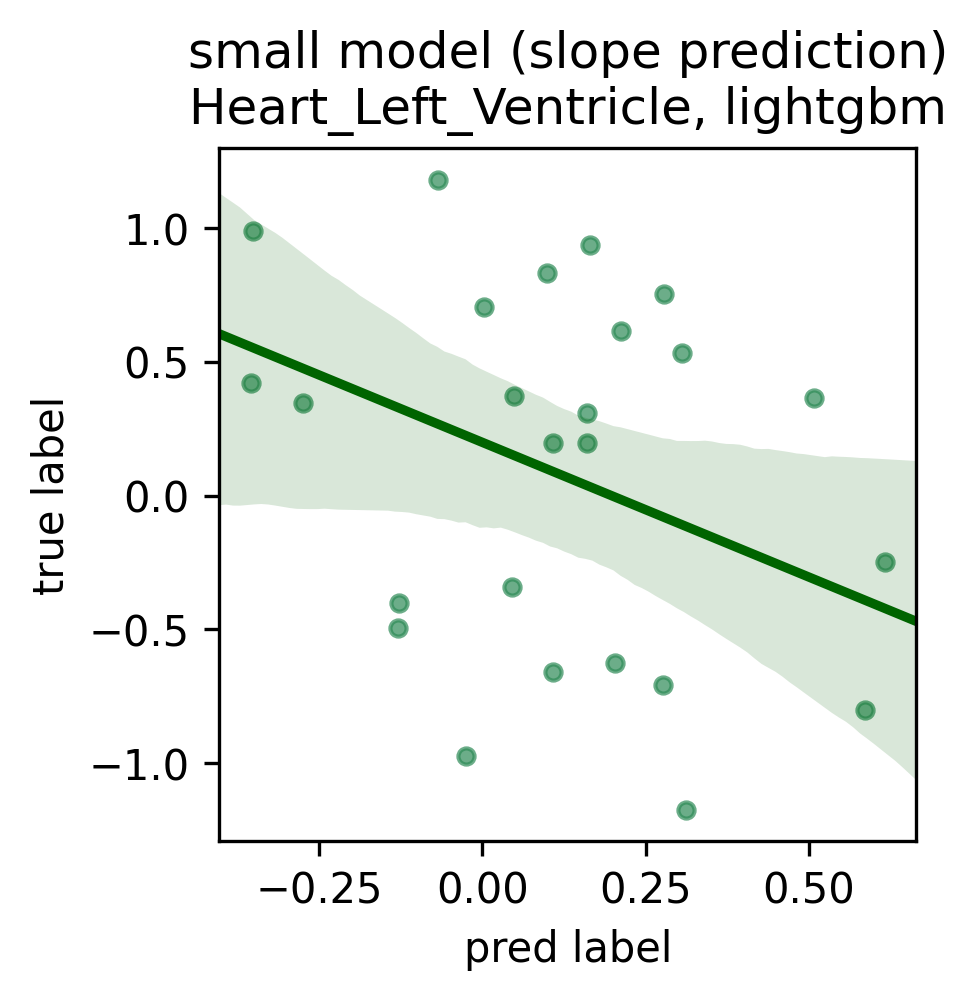 small model (slope prediction)
Heart_Left_Ventricle, lightgbm
1.0
0.5
0.0
−0.5
−1.0
true label
−0.25
0.00
0.25
0.50
pred label